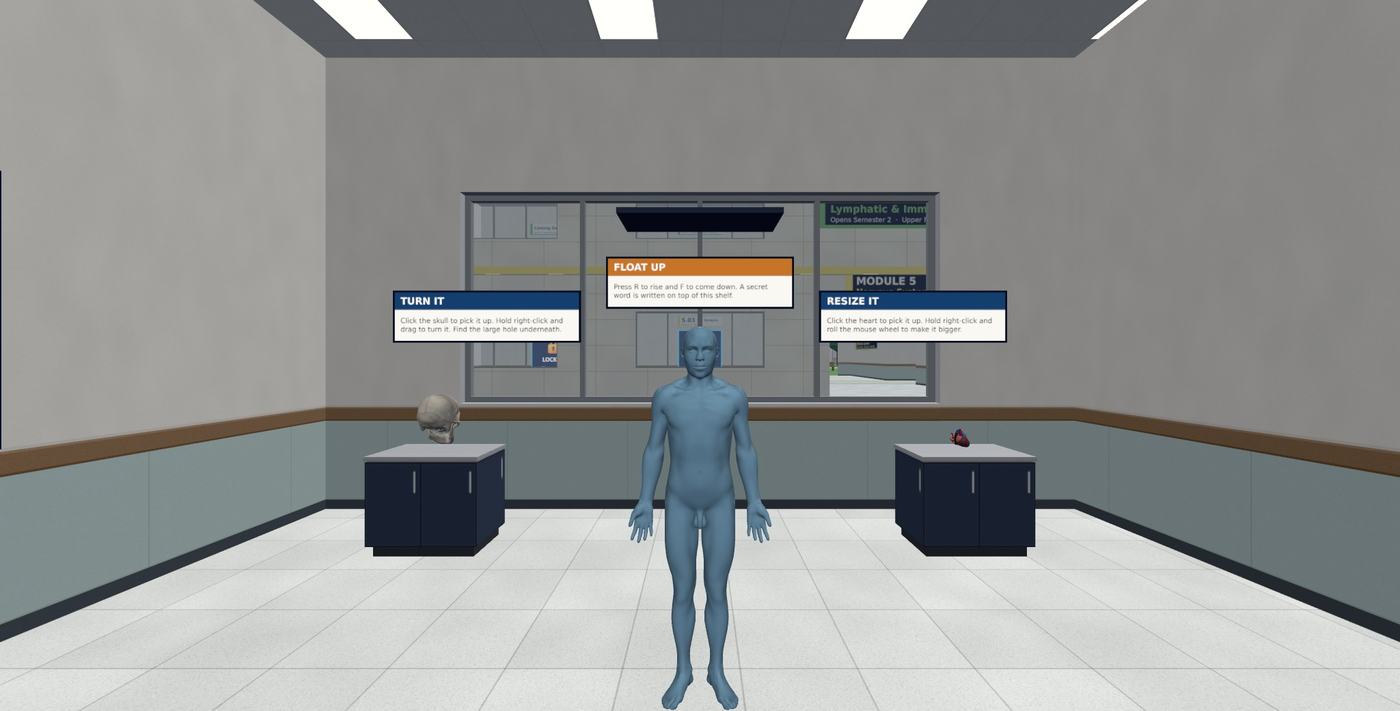 Lymphatic & Imm
Opens Semester 2 · Upper
FLOAT UP
Press R to rise and F to come down. A secret
word is written on top of this shelf.
MODULE 5
TURN IT
Click the skull to pick it up. Hold right-click and
drag to turn it. Find the large hole underneath.
RESIZE IT
Click the heart to pick it up. Hold right-click and
roll the mouse wheel to make it bigger.
LOCK